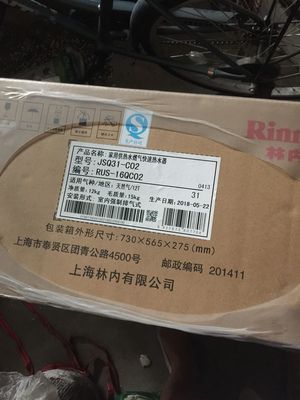 Rinnai
林内
产品名称: 家用供热水燃气快速热水器
型号: JSQ31-C02
编号: RUS-16QC02
0413
适用气种/地区: 天然气/12T
31
净质量: 12kg 毛质量: 15kg
生产日期 2018-05-22
安装形式: 室内强制排气式
包装箱外形尺寸: 730×565×275(mm)
上海市奉贤区团青公路4500号 邮政编码 201411
上海林内有限公司